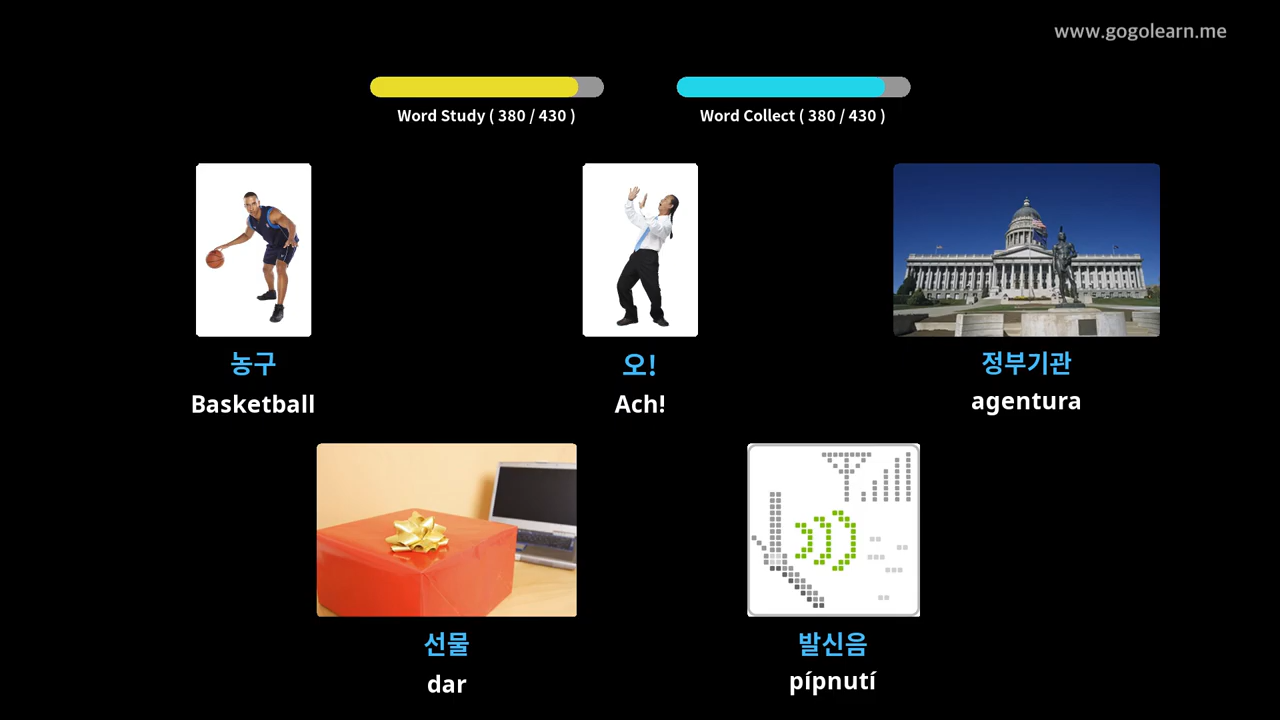 www.gogolearn.me
Word Study ( 380 / 430 )
Word Collect ( 380 / 430 )
농구
Basketball
오!
Ach!
정부기관
agentura
선물
dar
발신음
pípnutí